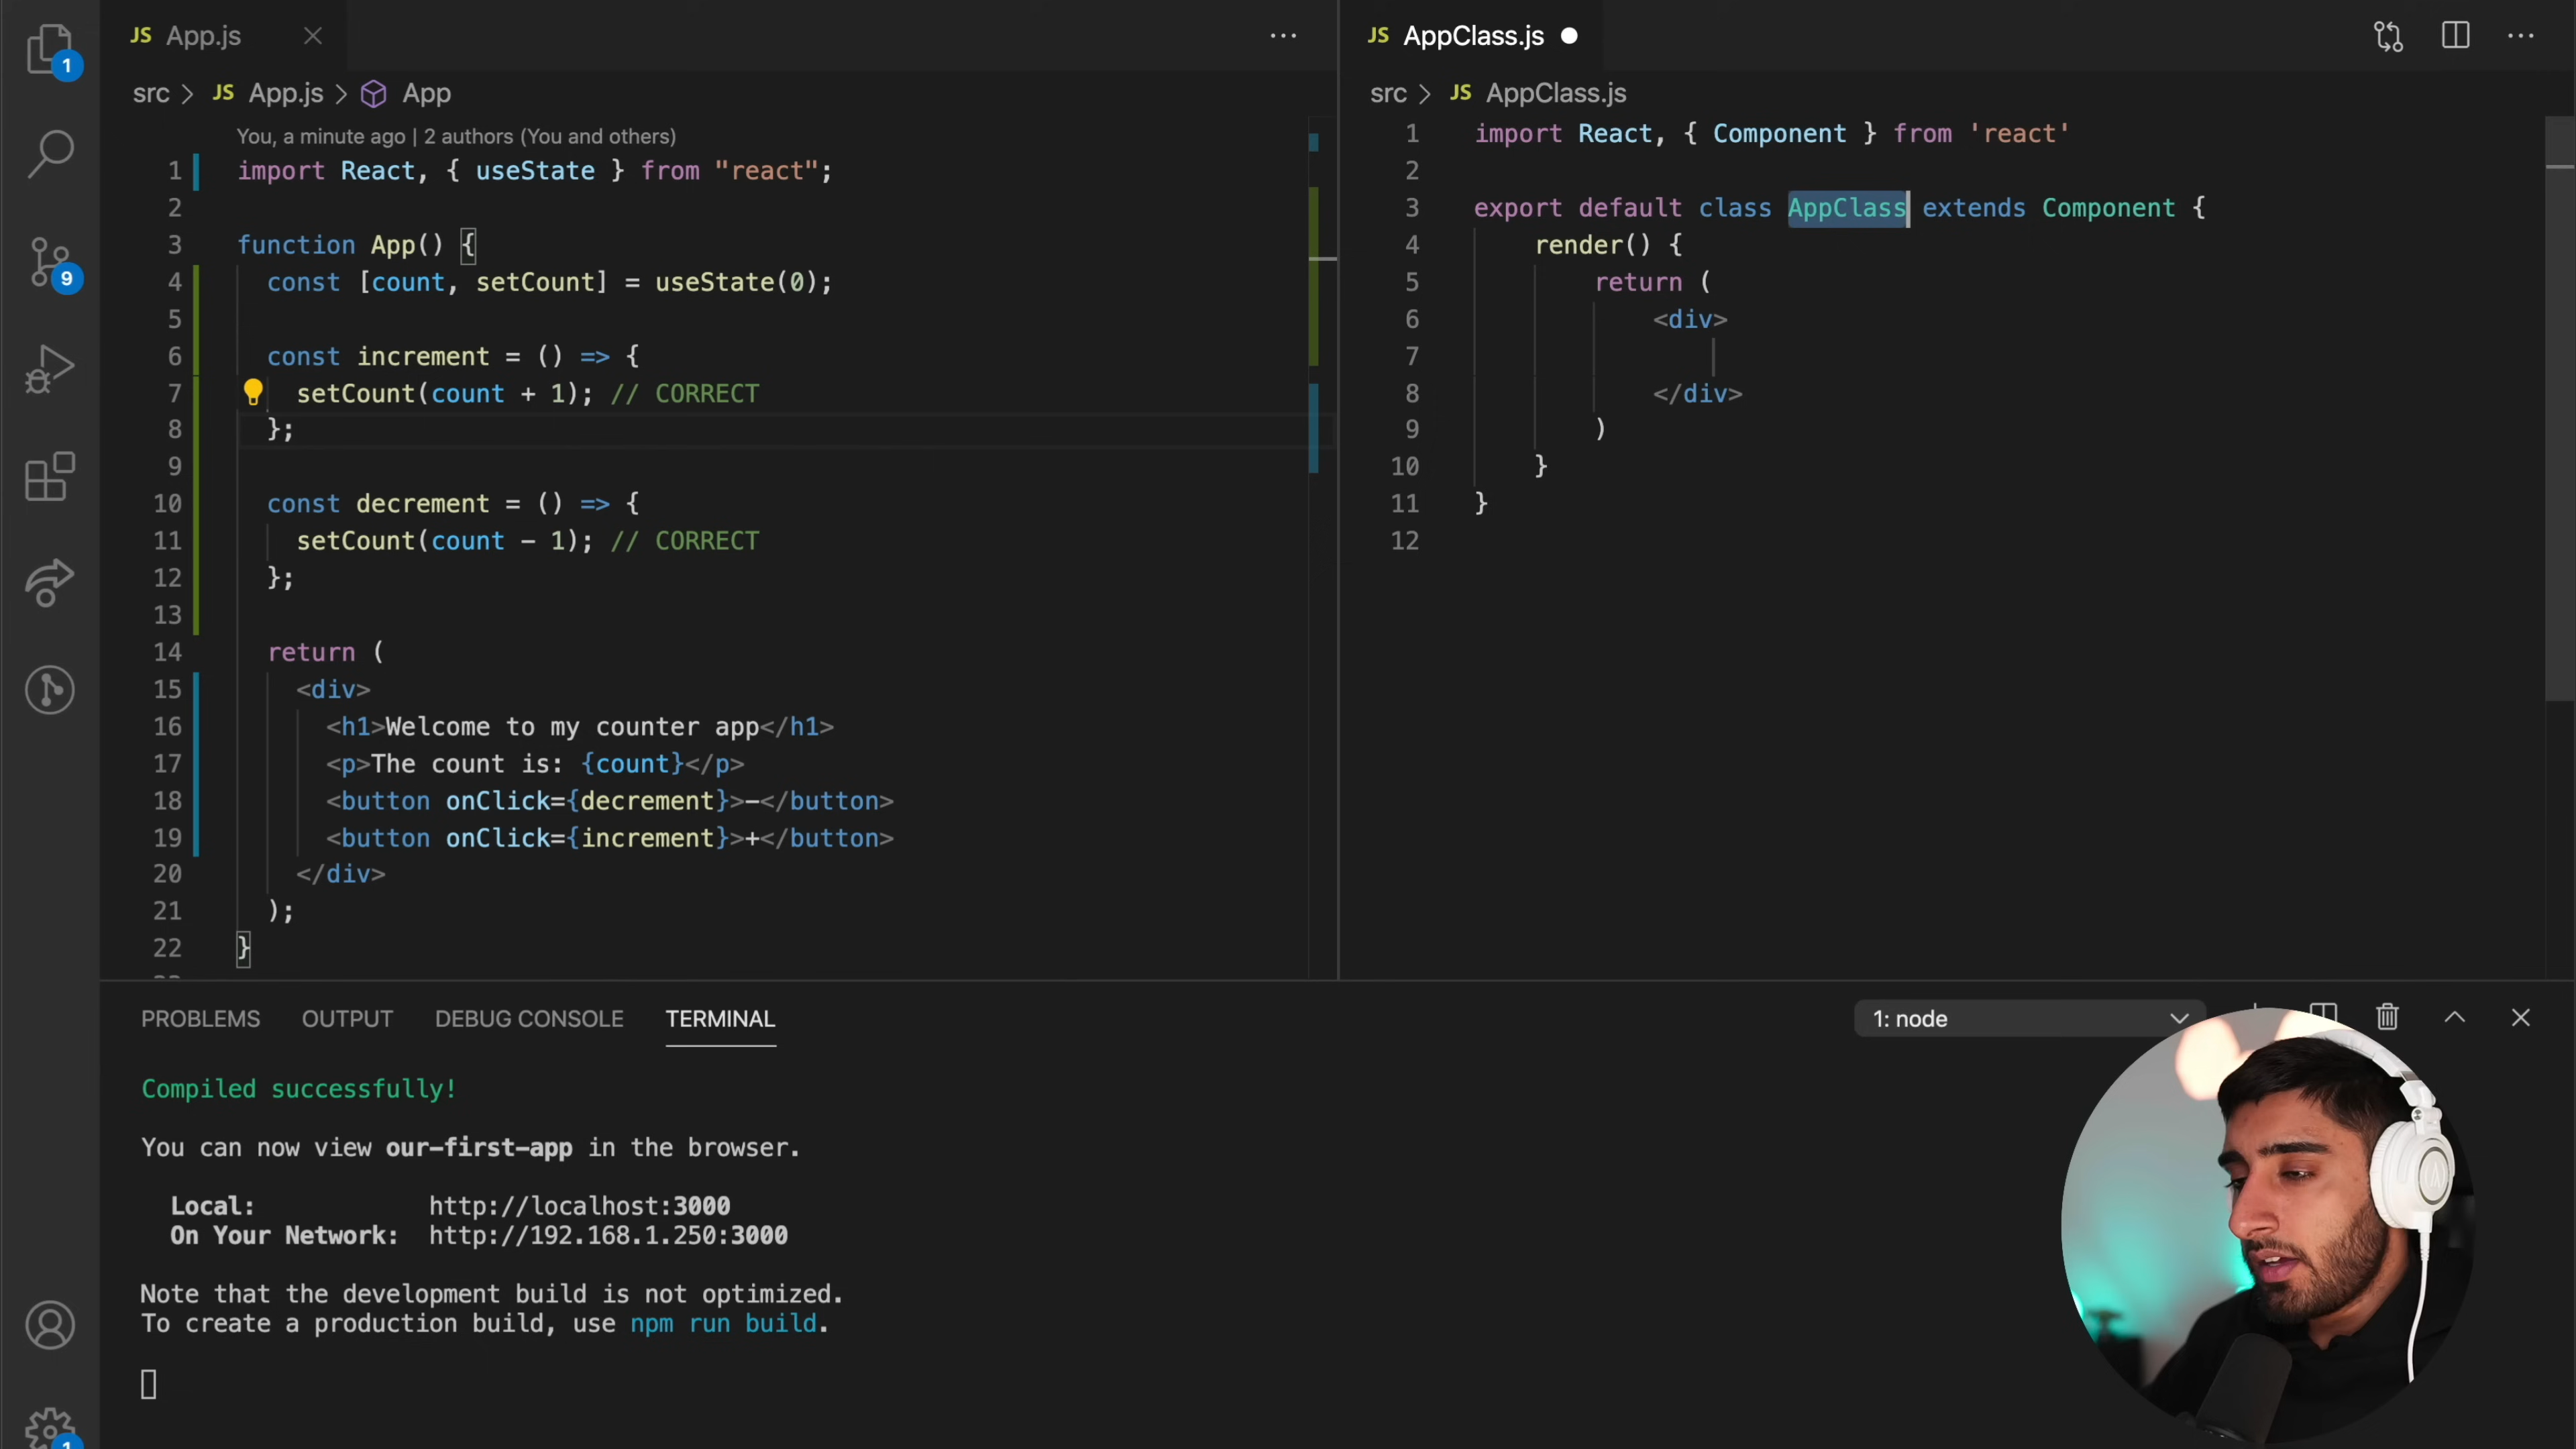 JS App.js
src > JS App.js > App
You, a minute ago | 2 authors (You and others)
1 import React, { useState } from "react";
2
3 function App() {
4 const [count, setCount] = useState(0);
5
6 const increment = () => {
7 setCount(count + 1); // CORRECT
8 };
9
10 const decrement = () => {
11 setCount(count - 1); // CORRECT
12 };
13
14 return (
15 <div>
16 <h1>Welcome to my counter app</h1>
17 <p>The count is: {count}</p>
18 <button onClick={decrement}>-</button>
19 <button onClick={increment}>+</button>
20 </div>
21 );
22 }
JS AppClass.js
src > JS AppClass.js
1 import React, { Component } from 'react'
2
3 export default class AppClass extends Component {
4 render() {
5 return (
6 <div>
7
8 </div>
9 )
10 }
11 }
12
1
9
1
PROBLEMS OUTPUT DEBUG CONSOLE TERMINAL
1: node
Compiled successfully!
You can now view our-first-app in the browser.
Local: http://localhost:3000
On Your Network: http://192.168.1.250:3000
Note that the development build is not optimized.
To create a production build, use npm run build.